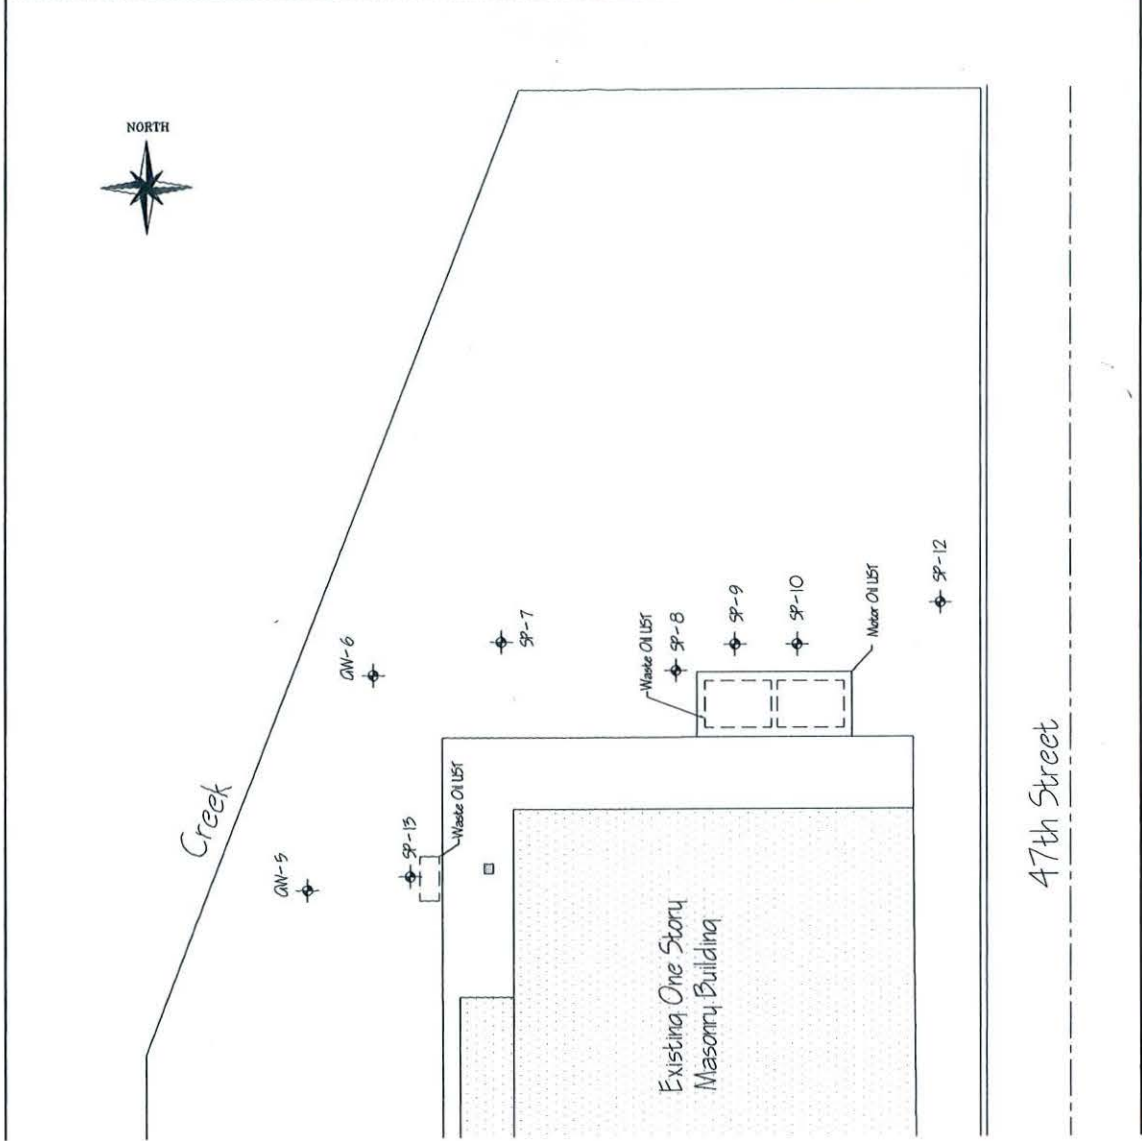 NORTH
Creek
GW-6
GW-5
SP-7
SP-13
Waste Oil UST
Waste Oil UST
SP-8
SP-9
SP-10
Motor Oil UST
SP-12
Existing One Story
Masonry Building
47th Street